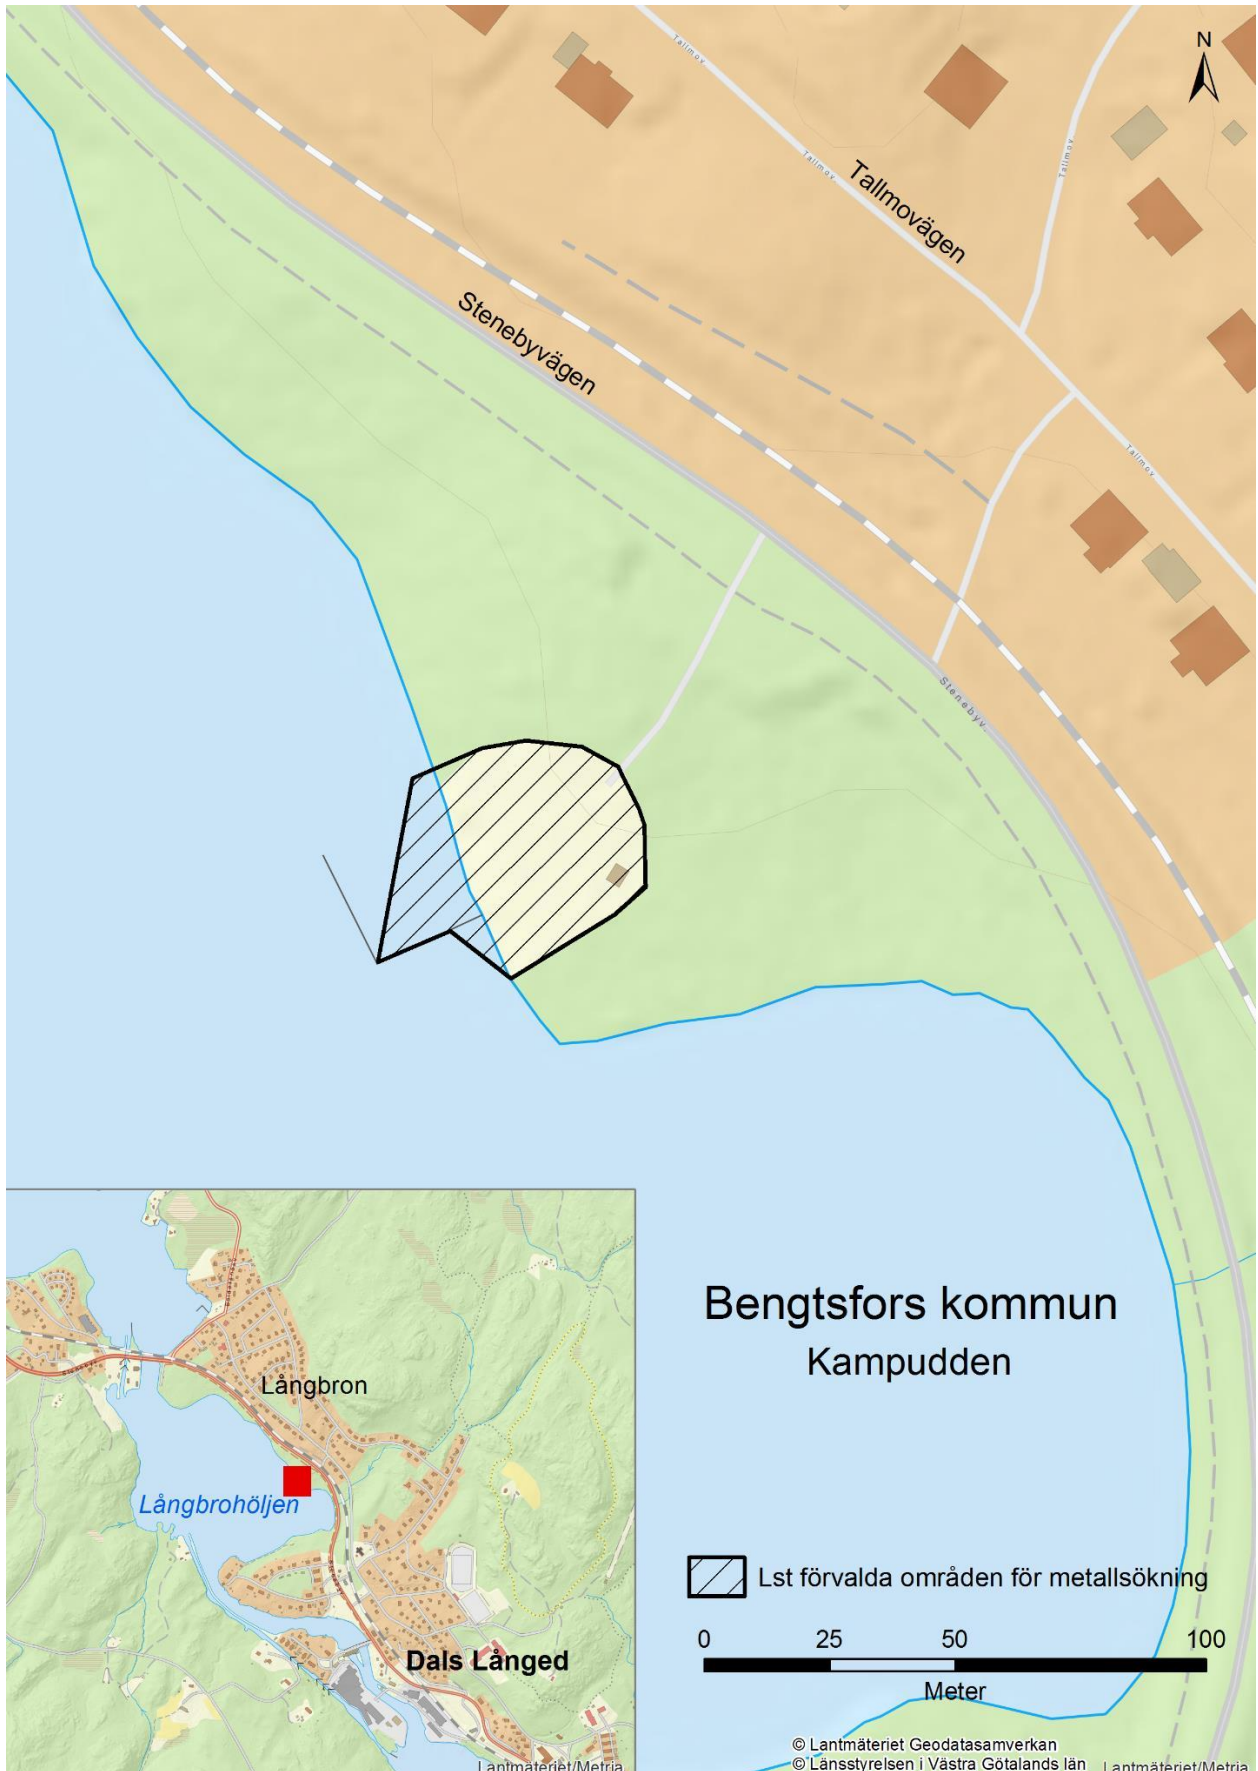 N
Tallmov.
Tallmov.
Tallmov.
Tallmovägen
Stenebyvägen
Tallmov.
Stenebyv.
Bengtsfors kommun
Kampudden
Långbron
Långbrohöljen
Dals Långed
Lst förvalda områden för metallsökning
0 25 50 100
Meter
© Lantmäteriet Geodatasamverkan
© Länsstyrelsen i Västra Götalands län
Lantmäteriet/Metria
Lantmäteriet/Metria